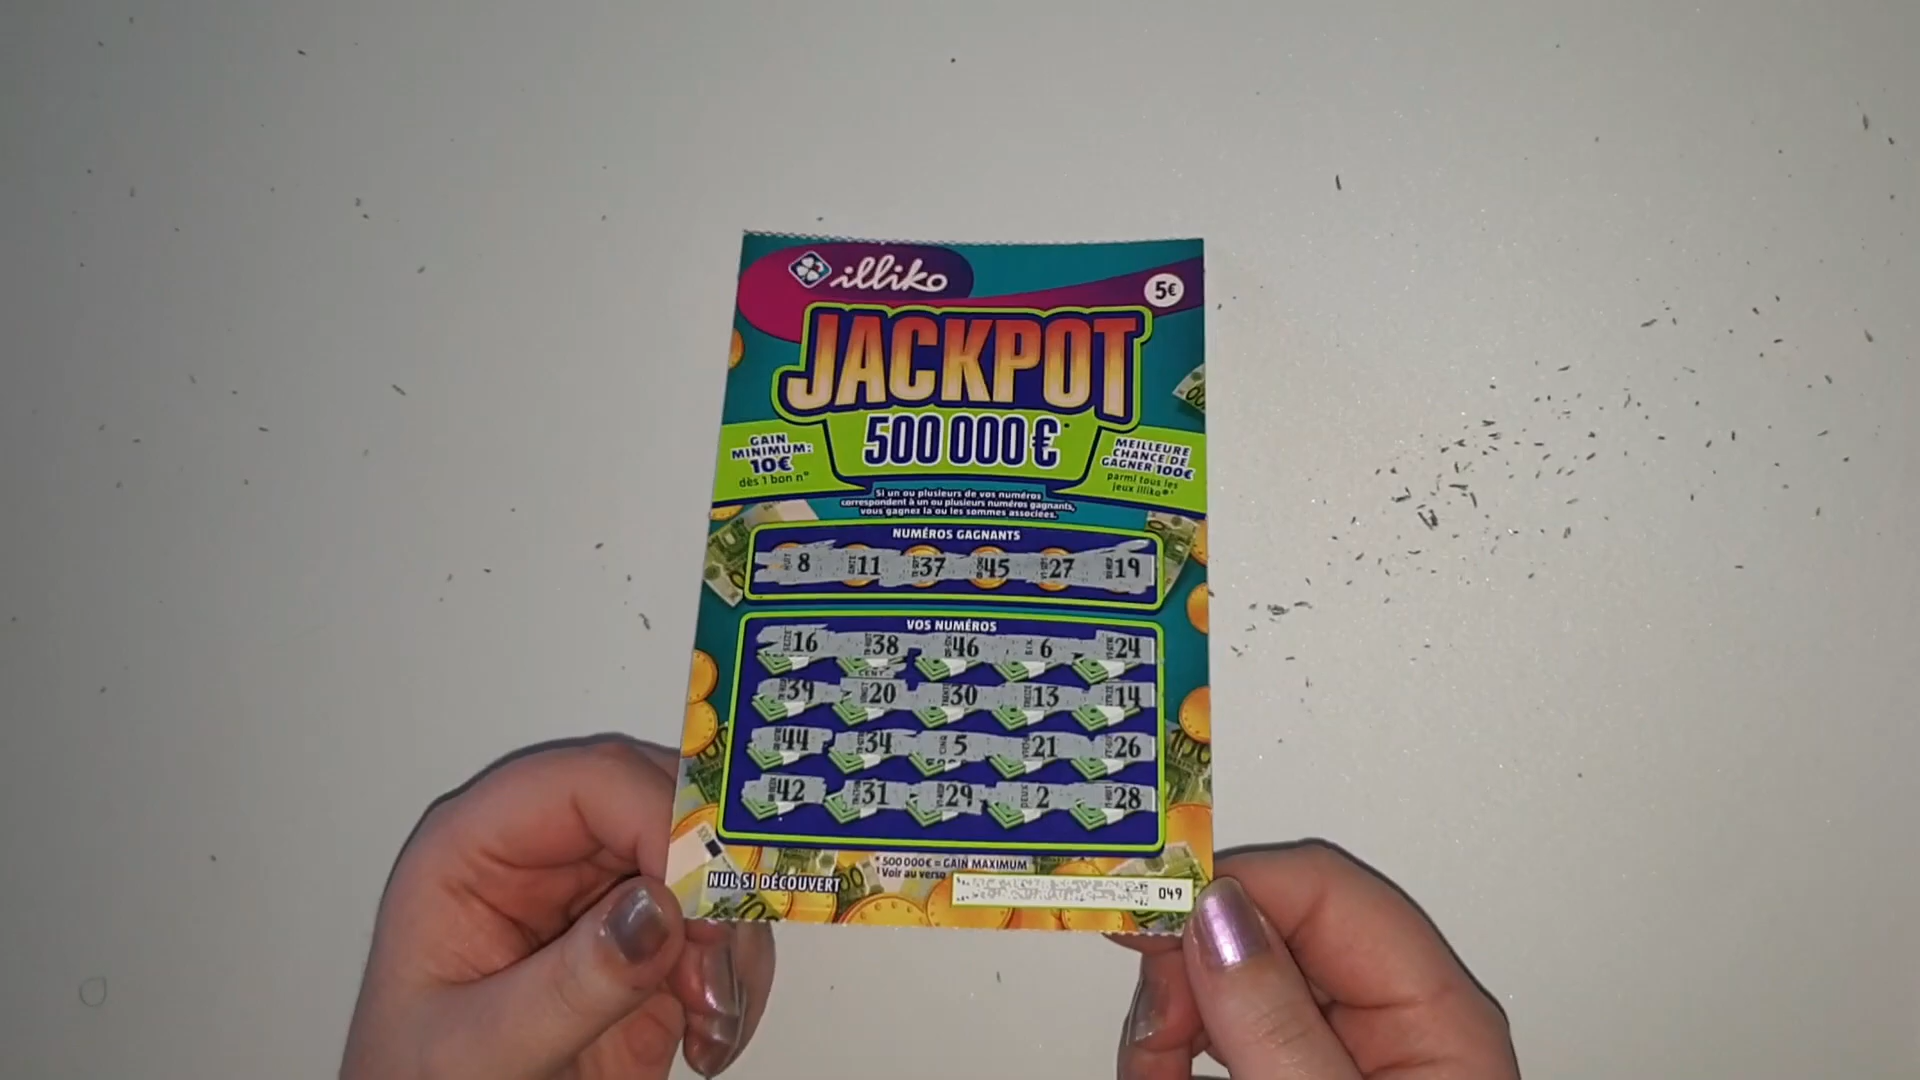 illiko
5€
JACKPOT
500 000 €*
GAIN
MINIMUM:
10€
dès 1 bon n°
MEILLEURE
CHANCE DE
GAGNER 100€
parmi tous les
jeux illiko®¹
Si un ou plusieurs de vos numéros
correspondent à un ou plusieurs numéros gagnants,
vous gagnez la ou les sommes associées.
NUMÉROS GAGNANTS
8 11 37 45 27 19
VOS NUMÉROS
16 38 46 6 24
CENT
39 20 30 13 14
44 34 5 21 26
42 31 29 2 28
* 500 000€ = GAIN MAXIMUM
¹ Voir au verso
NUL SI DÉCOUVERT
049